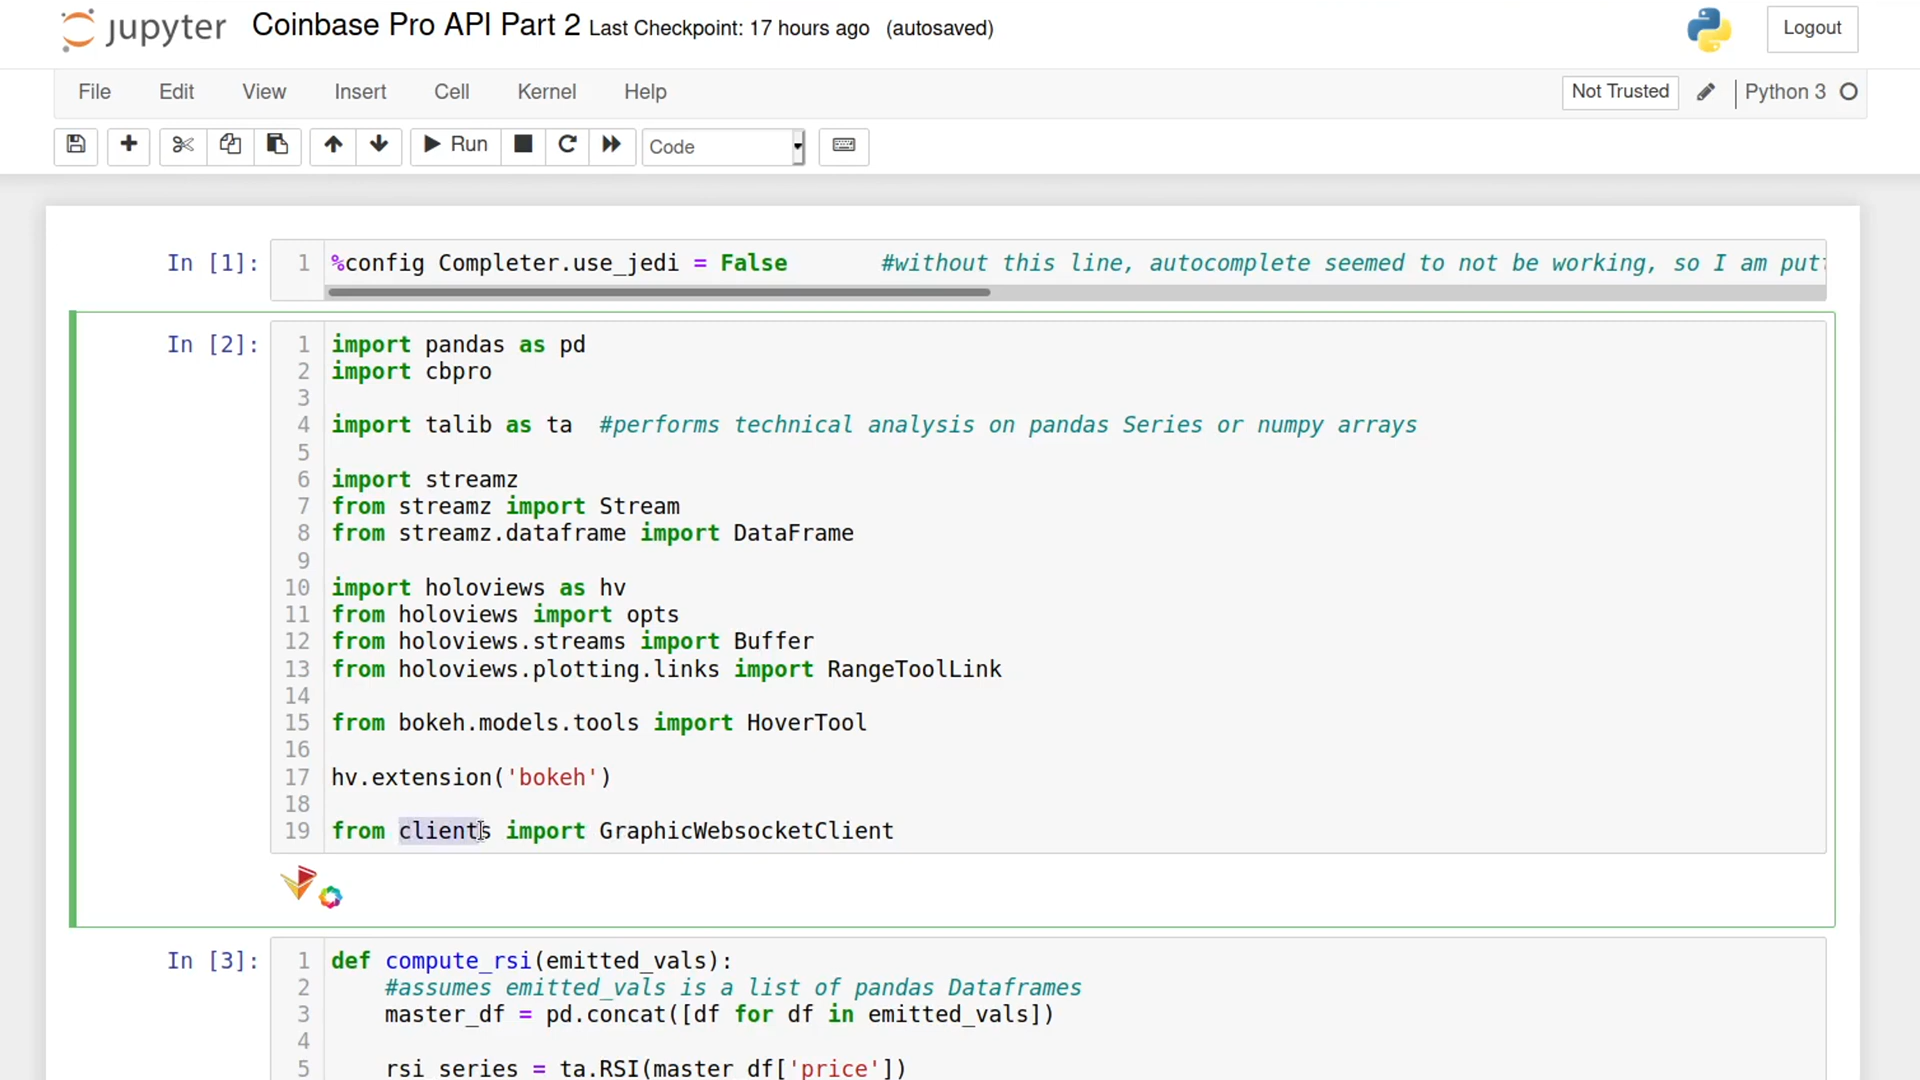 jupyter Coinbase Pro API Part 2 Last Checkpoint: 17 hours ago (autosaved) Logout
File Edit View Insert Cell Kernel Help Not Trusted Python 3
Run Code
In [1]: 1 %config Completer.use_jedi = False #without this line, autocomplete seemed to not be working, so I am put
In [2]: 1 import pandas as pd
2 import cbpro
3
4 import talib as ta #performs technical analysis on pandas Series or numpy arrays
5
6 import streamz
7 from streamz import Stream
8 from streamz.dataframe import DataFrame
9
10 import holoviews as hv
11 from holoviews import opts
12 from holoviews.streams import Buffer
13 from holoviews.plotting.links import RangeToolLink
14
15 from bokeh.models.tools import HoverTool
16
17 hv.extension('bokeh')
18
19 from clients import GraphicWebsocketClient
In [3]: 1 def compute_rsi(emitted_vals):
2 #assumes emitted_vals is a list of pandas Dataframes
3 master_df = pd.concat([df for df in emitted_vals])
4
5 rsi_series = ta.RSI(master_df['price'])